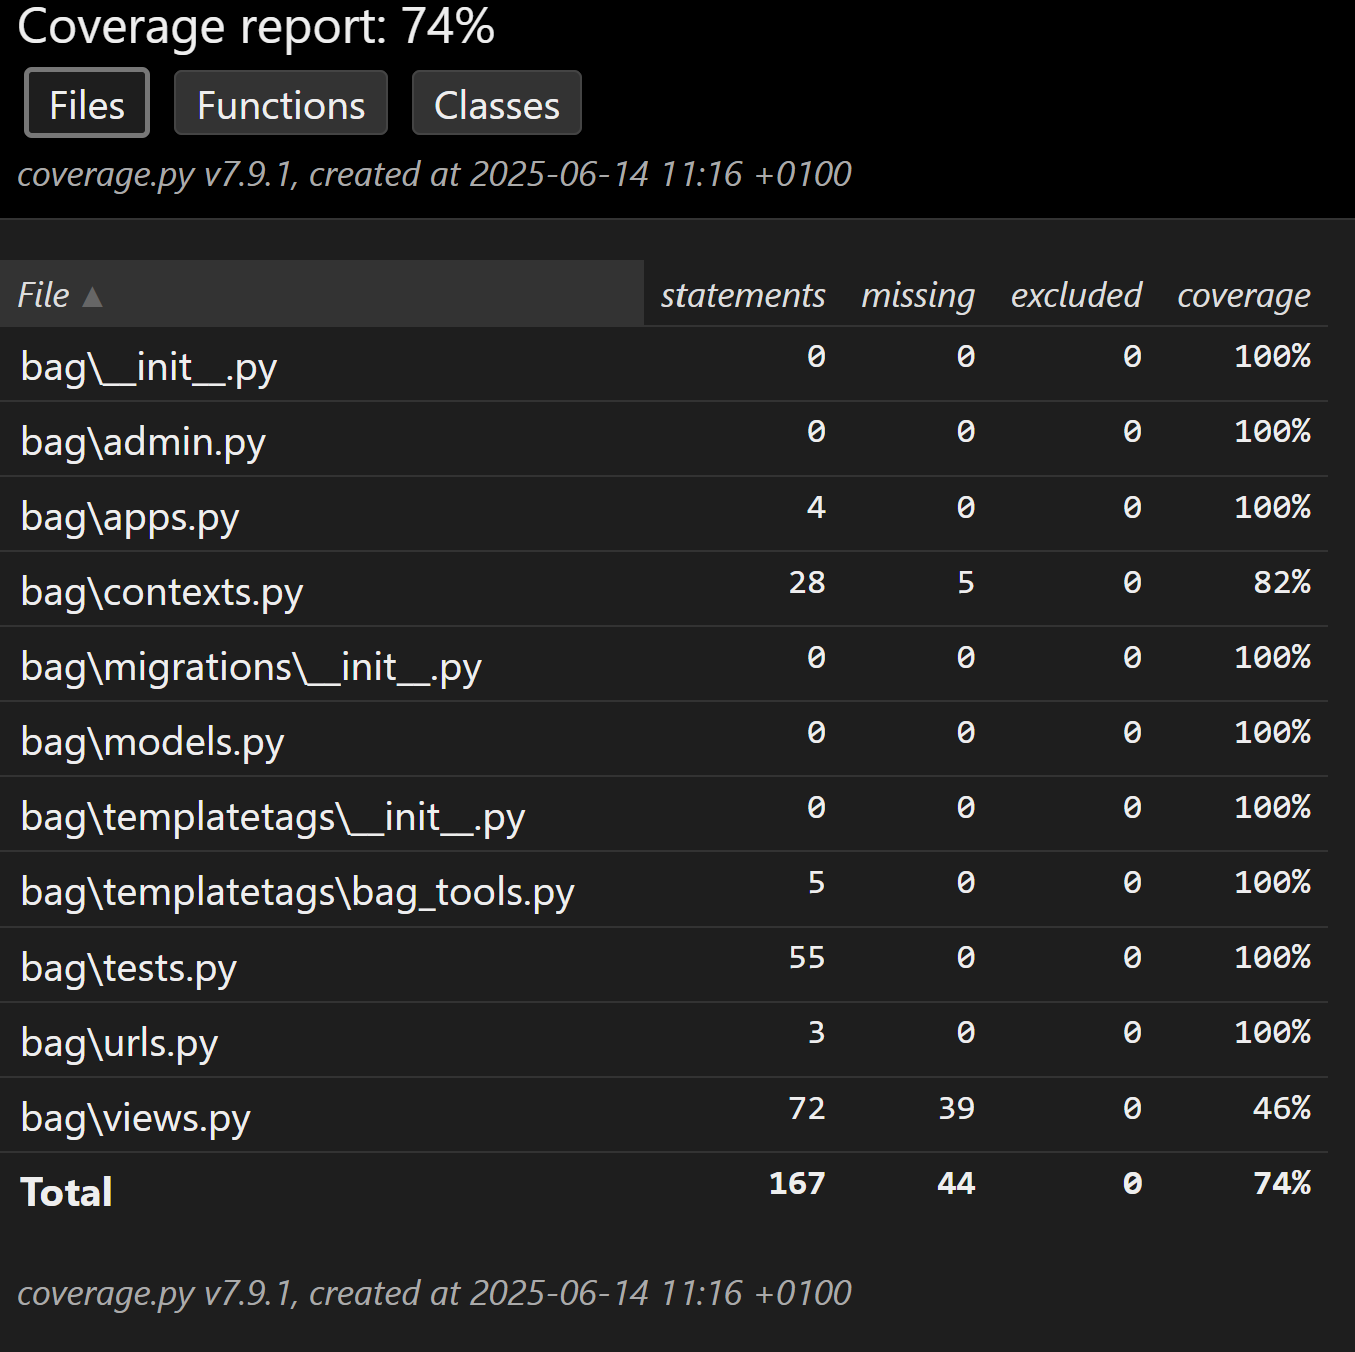 Coverage report: 74%
Files Functions Classes
coverage.py v7.9.1, created at 2025-06-14 11:16 +0100
File ▲ statements missing excluded coverage
bag\__init__.py 0 0 0 100%
bag\admin.py 0 0 0 100%
bag\apps.py 4 0 0 100%
bag\contexts.py 28 5 0 82%
bag\migrations\__init__.py 0 0 0 100%
bag\models.py 0 0 0 100%
bag\templatetags\__init__.py 0 0 0 100%
bag\templatetags\bag_tools.py 5 0 0 100%
bag\tests.py 55 0 0 100%
bag\urls.py 3 0 0 100%
bag\views.py 72 39 0 46%
Total 167 44 0 74%
coverage.py v7.9.1, created at 2025-06-14 11:16 +0100